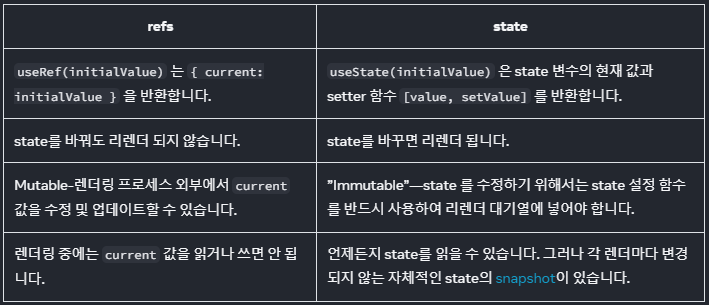 refs
state
useRef(initialValue) 는 { current:
initialValue } 을 반환합니다.
useState(initialValue) 은 state 변수의 현재 값과
setter 함수 [value, setValue] 를 반환합니다.
state를 바꿔도 리렌더 되지 않습니다.
state를 바꾸면 리렌더 됩니다.
Mutable-렌더링 프로세스 외부에서 current
값을 수정 및 업데이트할 수 있습니다.
”Immutable”—state 를 수정하기 위해서는 state 설정 함수
를 반드시 사용하여 리렌더 대기열에 넣어야 합니다.
렌더링 중에는 current 값을 읽거나 쓰면 안 됩
니다.
언제든지 state를 읽을 수 있습니다. 그러나 각 렌더마다 변경
되지 않는 자체적인 state의 snapshot이 있습니다.